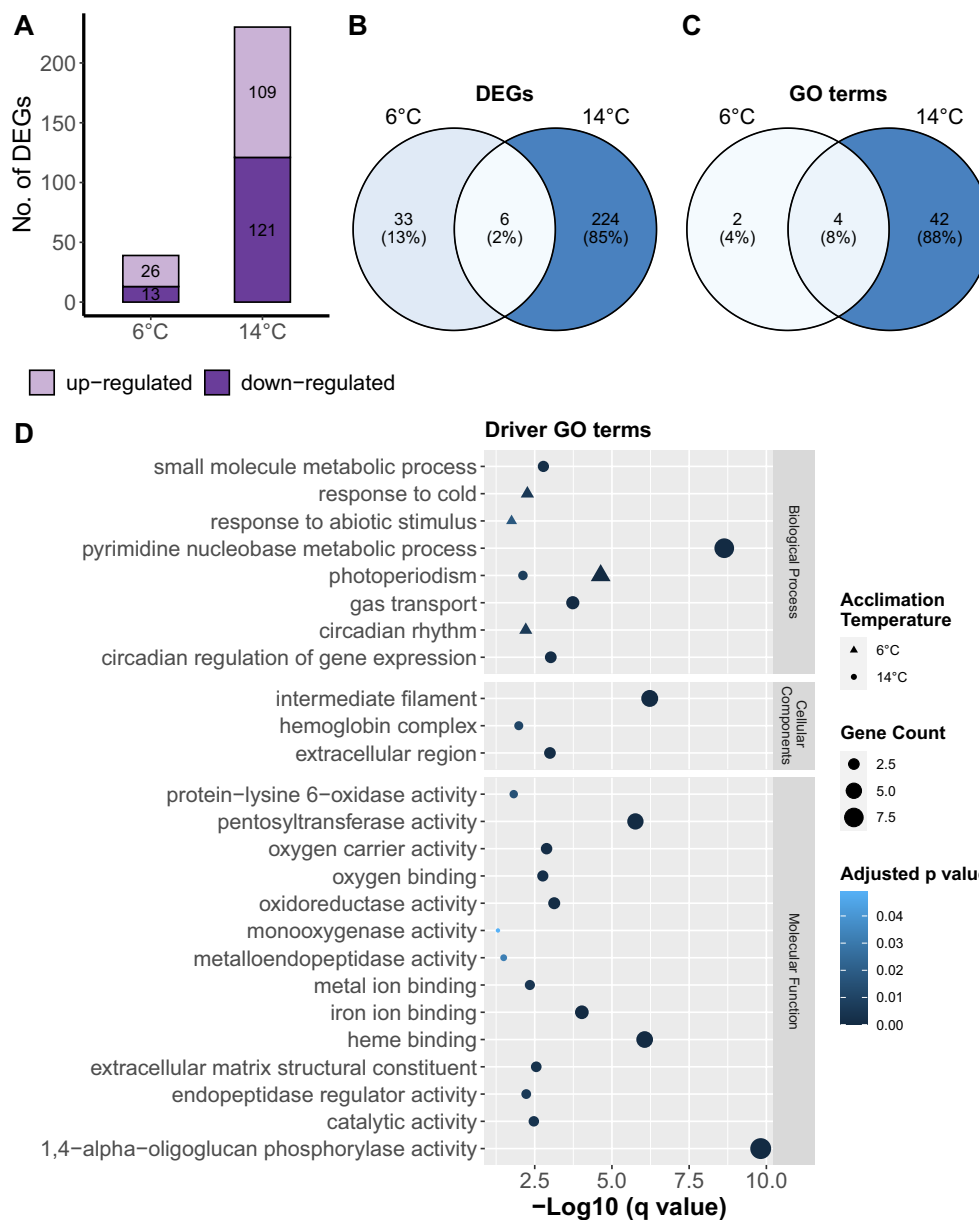 A
No. of DEGs
200
150
100
50
0
109
121
26
13
6°C
14°C
up−regulated
down−regulated
B
DEGs
6°C
14°C
33
(13%)
6
(2%)
224
(85%)
C
GO terms
6°C
14°C
2
(4%)
4
(8%)
42
(88%)
D
Driver GO terms
small molecule metabolic process
response to cold
response to abiotic stimulus
pyrimidine nucleobase metabolic process
photoperiodism
gas transport
circadian rhythm
circadian regulation of gene expression
Biological Process
intermediate filament
hemoglobin complex
extracellular region
Cellular
Components
protein−lysine 6−oxidase activity
pentosyltransferase activity
oxygen carrier activity
oxygen binding
oxidoreductase activity
monooxygenase activity
metalloendopeptidase activity
metal ion binding
iron ion binding
heme binding
extracellular matrix structural constituent
endopeptidase regulator activity
catalytic activity
1,4−alpha−oligoglucan phosphorylase activity
Molecular Function
2.5
5.0
7.5
10.0
−Log10 (q value)
Acclimation
Temperature
6°C
14°C
Gene Count
2.5
5.0
7.5
Adjusted p value
0.04
0.03
0.02
0.01
0.00